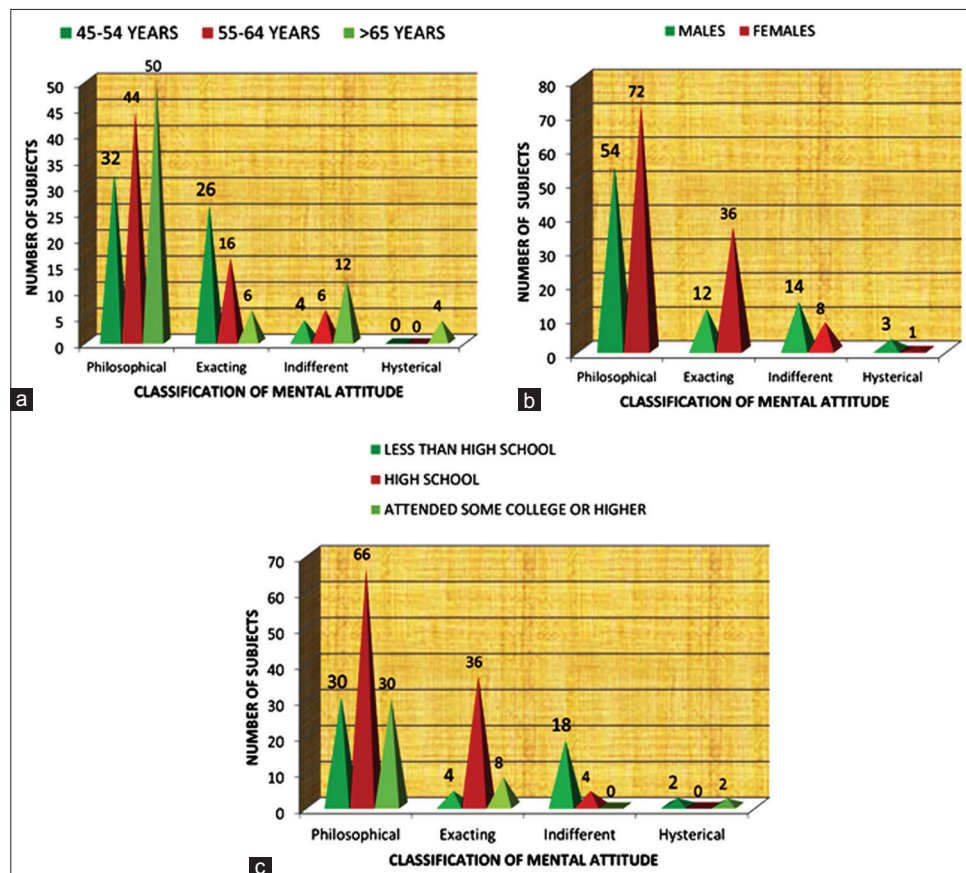 45-54 YEARS 55-64 YEARS >65 YEARS
NUMBER OF SUBJECTS
50
45
40
35
30
25
20
15
10
5
0
32 44 50
26 16 6
4 6 12
0 0 4
Philosophical Exacting Indifferent Hysterical
CLASSIFICATION OF MENTAL ATTITUDE
a
MALES FEMALES
NUMBER OF SUBJECTS
80
70
60
50
40
30
20
10
0
54 72
12 36
14 8
3 1
Philosophical Exacting Indifferent Hysterical
CLASSIFICATION OF MENTAL ATTITUDE
b
LESS THAN HIGH SCHOOL
HIGH SCHOOL
ATTENDED SOME COLLEGE OR HIGHER
NUMBER OF SUBJECTS
70
60
50
40
30
20
10
0
30 66 30
4 36 8
18 4 0
2 0 2
Philosophical Exacting Indifferent Hysterical
CLASSIFICATION OF MENTAL ATTITUDE
c